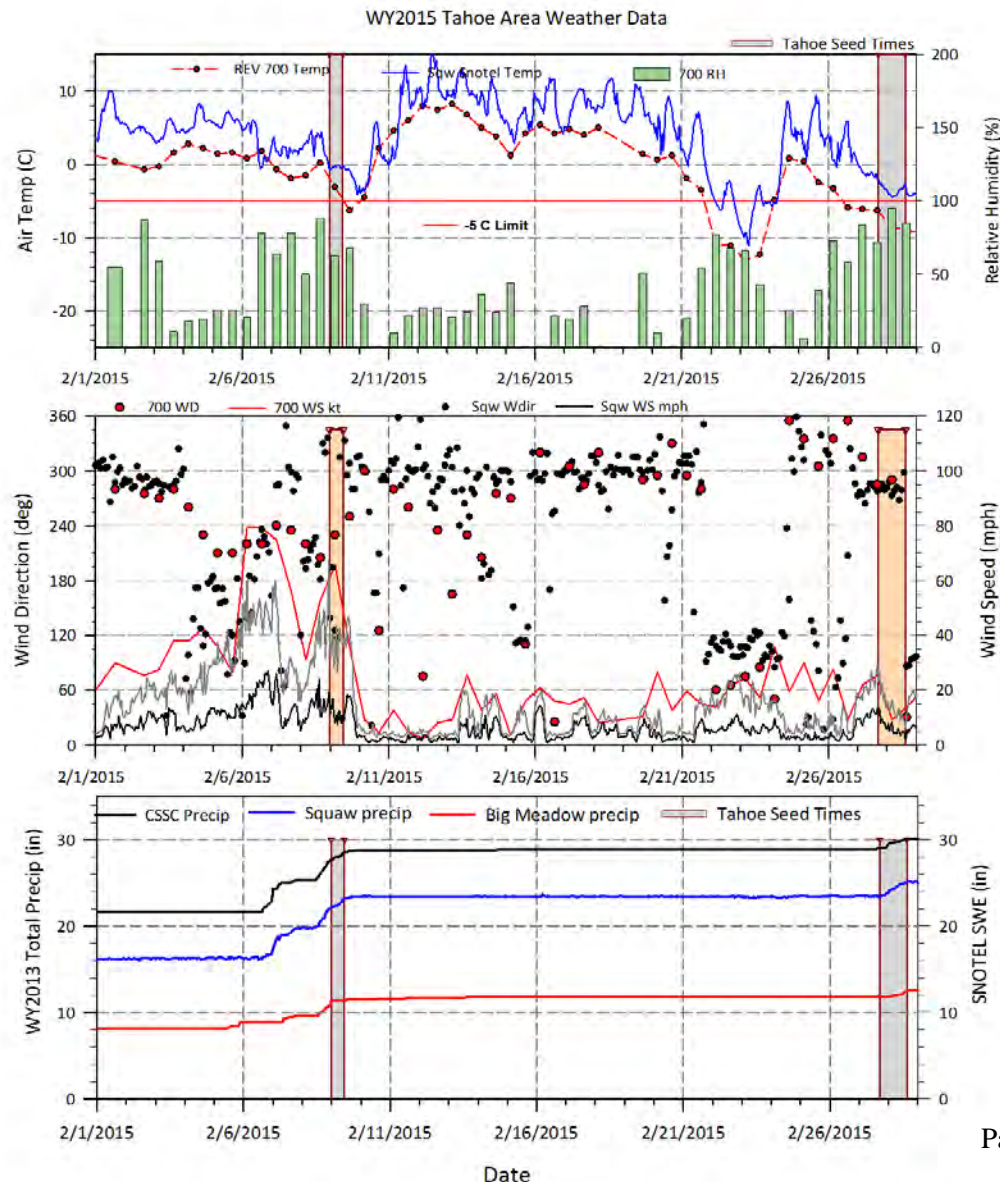 WY2015 Tahoe Area Weather Data
Tahoe Seed Times
REV 700 Temp Sqw Snotel Temp 700 RH
Air Temp (C)
10
0
-10
-20
-5 C Limit
200
150
100
50
0
Relative Humidity (%)
2/1/2015 2/6/2015 2/11/2015 2/16/2015 2/21/2015 2/26/2015
700 WD 700 WS kt Sqw Wdir Sqw WS mph
Wind Direction (deg)
360
300
240
180
120
60
0
120
100
80
60
40
20
0
Wind Speed (mph)
2/1/2015 2/6/2015 2/11/2015 2/16/2015 2/21/2015 2/26/2015
CSSC Precip Squaw precip Big Meadow precip Tahoe Seed Times
WY2013 Total Precip (in)
30
20
10
0
30
20
10
0
SNOTEL SWE (in)
2/1/2015 2/6/2015 2/11/2015 2/16/2015 2/21/2015 2/26/2015
Pa
Date